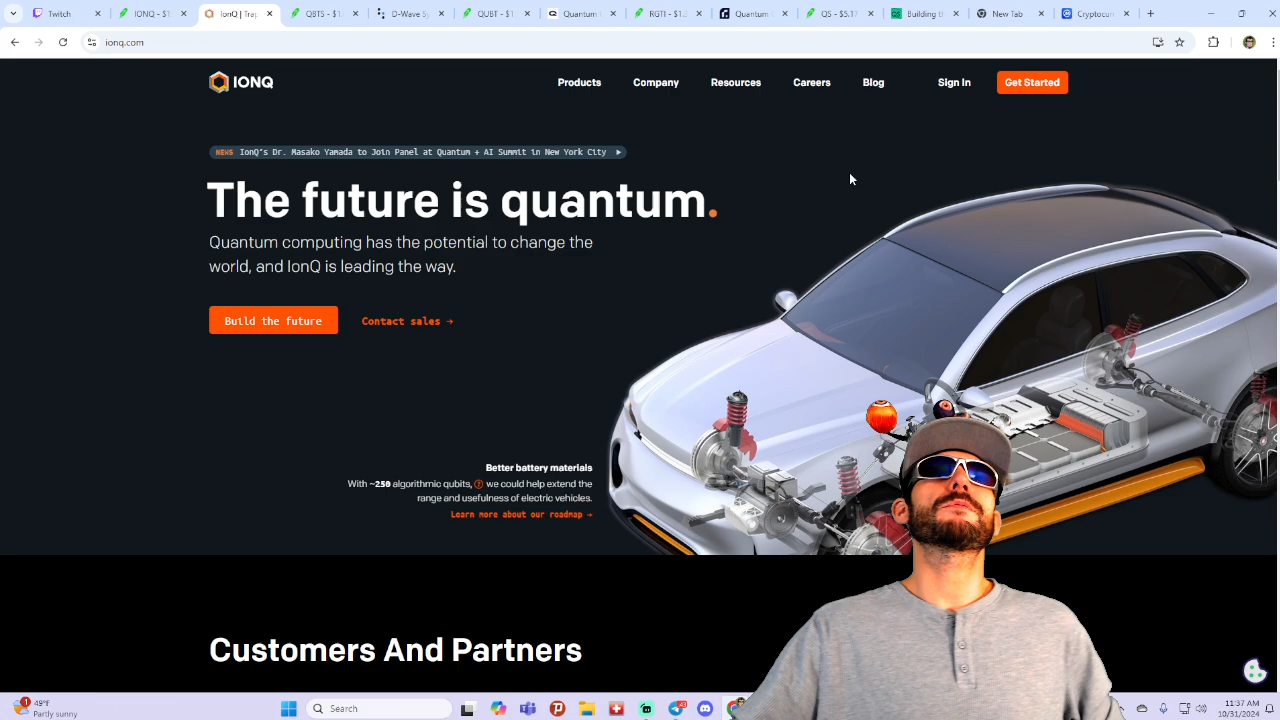 Twitch
IONQ - $1
IonQ | Tra
QBTS - $1
D-Wave Sy
QUBT - $1
Quantum
RGTI - $1.
Quantum
QS - $5.17
Building
New Tab
Cryptocur
ionq.com
IONQ
Products
Company
Resources
Careers
Blog
Sign In
Get Started
NEWS IonQ's Dr. Masako Yamada to Join Panel at Quantum + AI Summit in New York City
The future is quantum.
Quantum computing has the potential to change the
world, and IonQ is leading the way.
Build the future
Contact sales →
Better battery materials
With ~250 algorithmic qubits, ? we could help extend the
range and usefulness of electric vehicles.
Learn more about our roadmap →
Customers And Partners
1
49°F
Partly sunny
Search
11:37 AM
10/31/2024